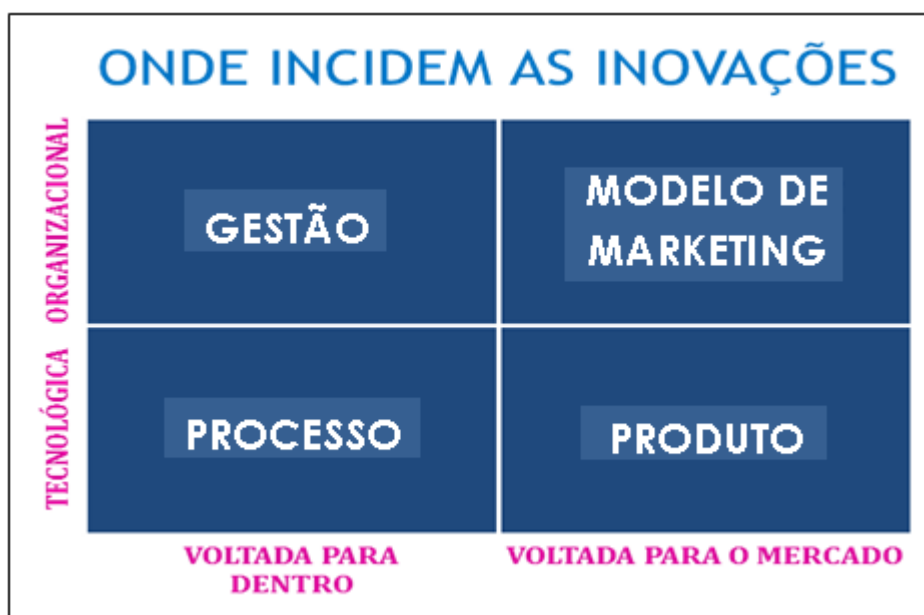 ONDE INCIDEM AS INOVAÇÕES
ORGANIZACIONAL
GESTÃO
MODELO DE
MARKETING
TECNOLÓGICA
PROCESSO
PRODUTO
VOLTADA PARA
DENTRO
VOLTADA PARA O MERCADO